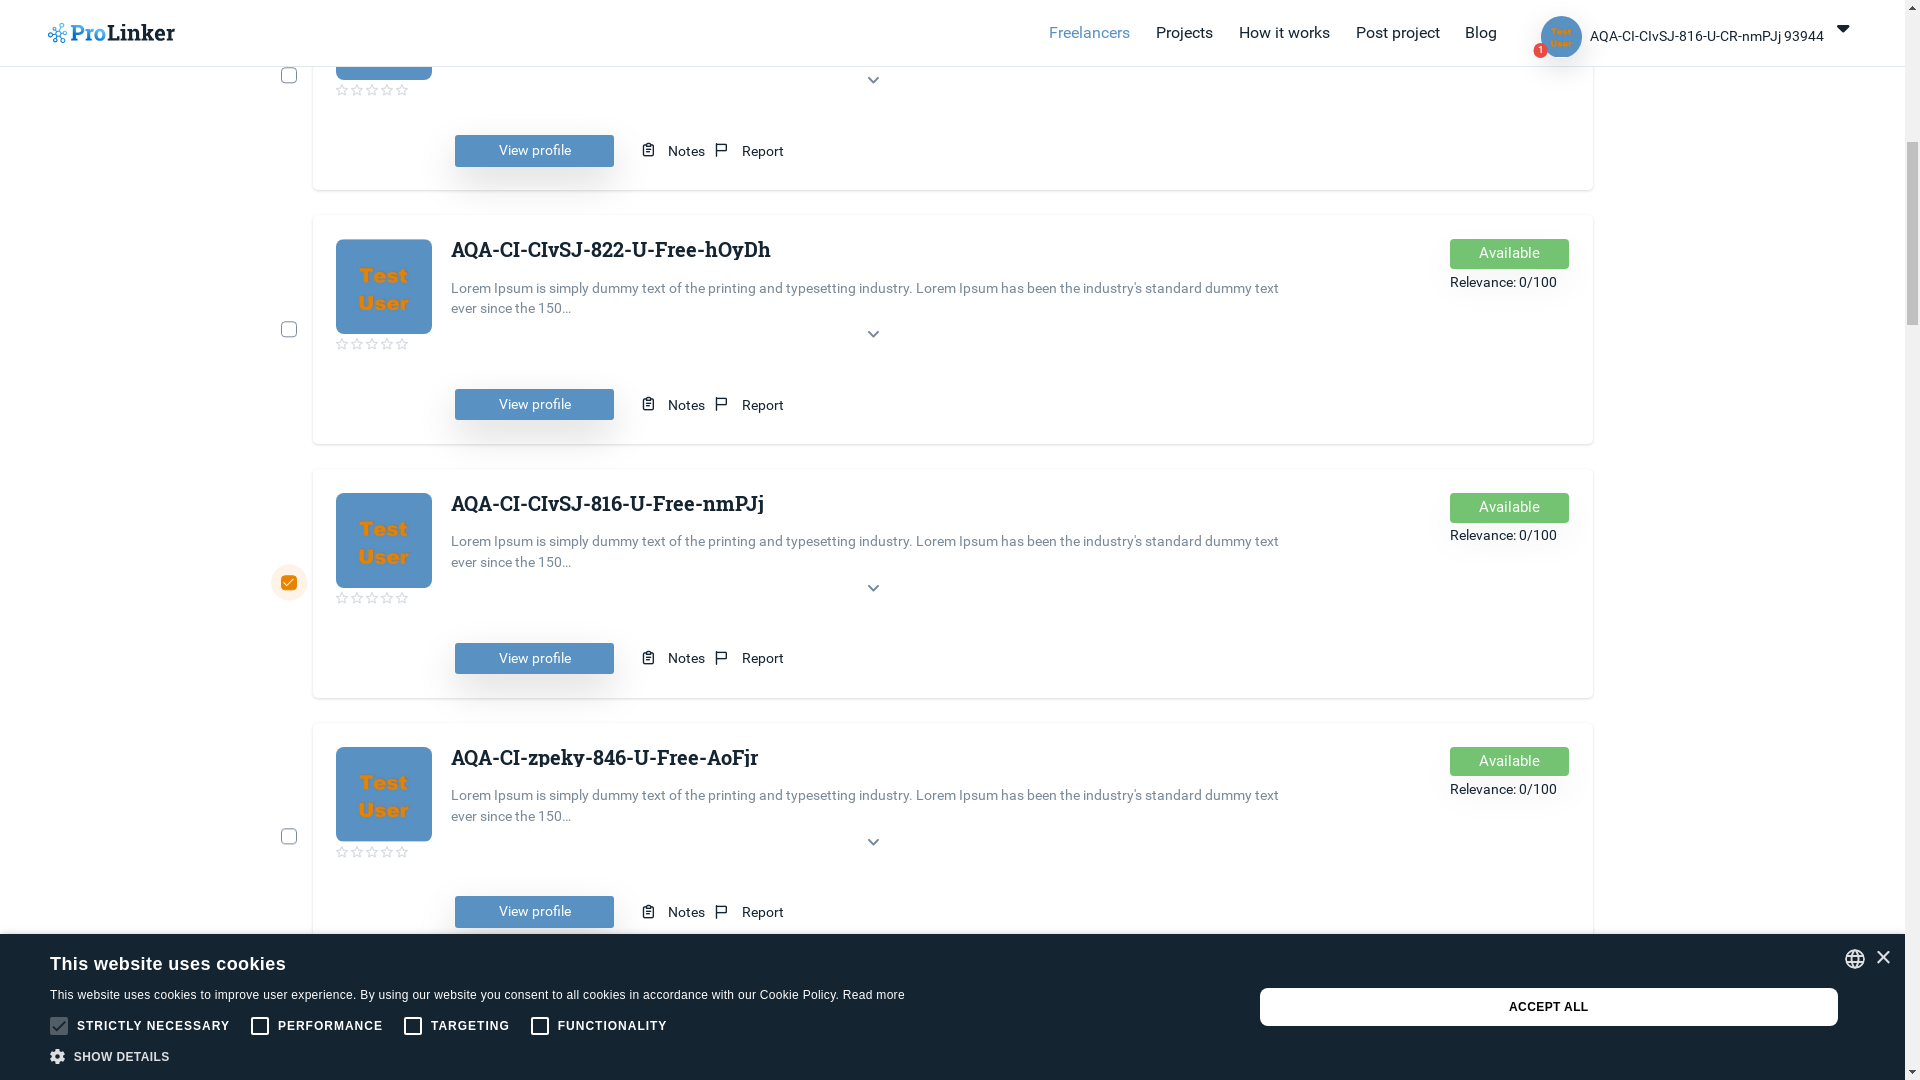 ProLinker
Freelancers
Projects
How it works
Post project
Blog
Test
User
1
AQA-CI-CIvSJ-816-U-CR-nmPJj 93944
View profile
Notes
Report
Test
User
AQA-CI-CIvSJ-822-U-Free-hOyDh
Available
Relevance: 0/100
Lorem Ipsum is simply dummy text of the printing and typesetting industry. Lorem Ipsum has been the industry's standard dummy text
ever since the 150...
View profile
Notes
Report
Test
User
AQA-CI-CIvSJ-816-U-Free-nmPJj
Available
Relevance: 0/100
Lorem Ipsum is simply dummy text of the printing and typesetting industry. Lorem Ipsum has been the industry's standard dummy text
ever since the 150...
View profile
Notes
Report
Test
User
AQA-CI-zpeky-846-U-Free-AoFjr
Available
Relevance: 0/100
Lorem Ipsum is simply dummy text of the printing and typesetting industry. Lorem Ipsum has been the industry's standard dummy text
ever since the 150...
View profile
Notes
Report
This website uses cookies
This website uses cookies to improve user experience. By using our website you consent to all cookies in accordance with our Cookie Policy. Read more
STRICTLY NECESSARY
PERFORMANCE
TARGETING
FUNCTIONALITY
SHOW DETAILS
ACCEPT ALL